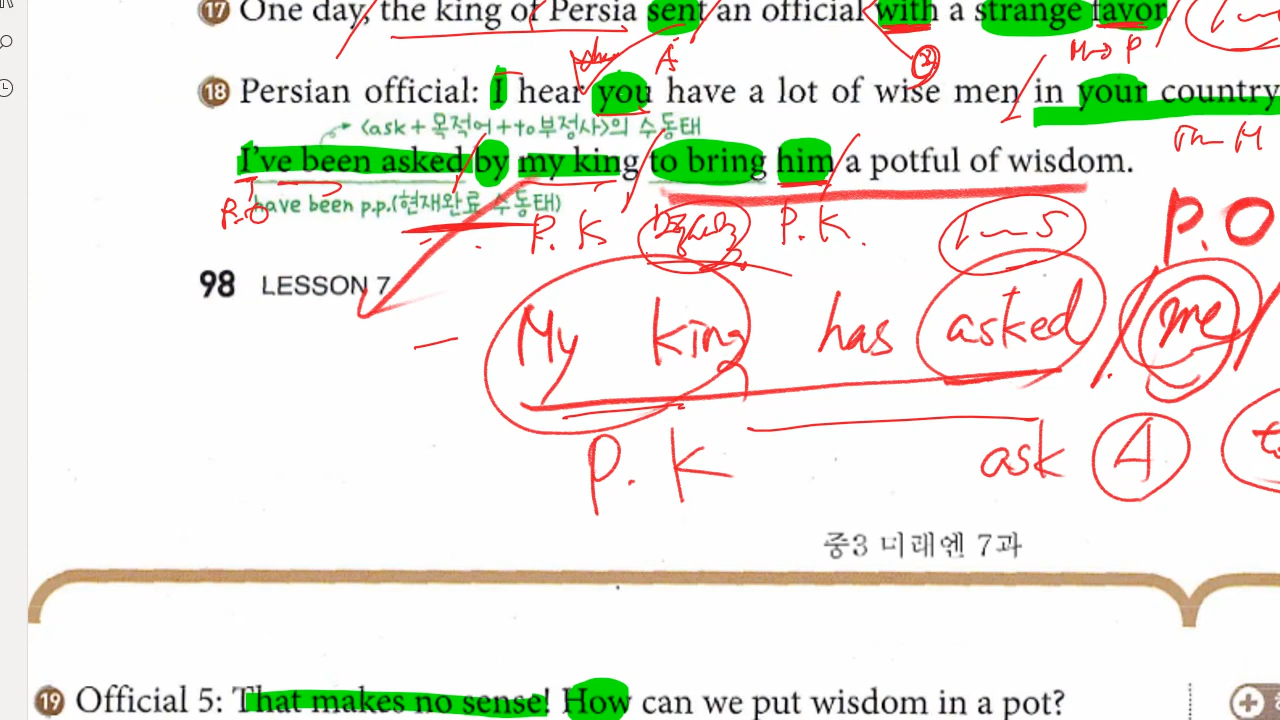 17 One day, the king of Persia sent an official with a strange favor.
A
M→P
2
18 Persian official: I hear you have a lot of wise men in your country.
<ask + 목적어 + to부정사>의 수동태
I've been asked by my king to bring him a potful of wisdom.
have been p.p.(현재완료 수동태)
P.O
P. K
P. K.
P.O
98 LESSON 7
My king has asked me
P. K
ask A
중3 미래엔 7과
19 Official 5: That makes no sense! How can we put wisdom in a pot?